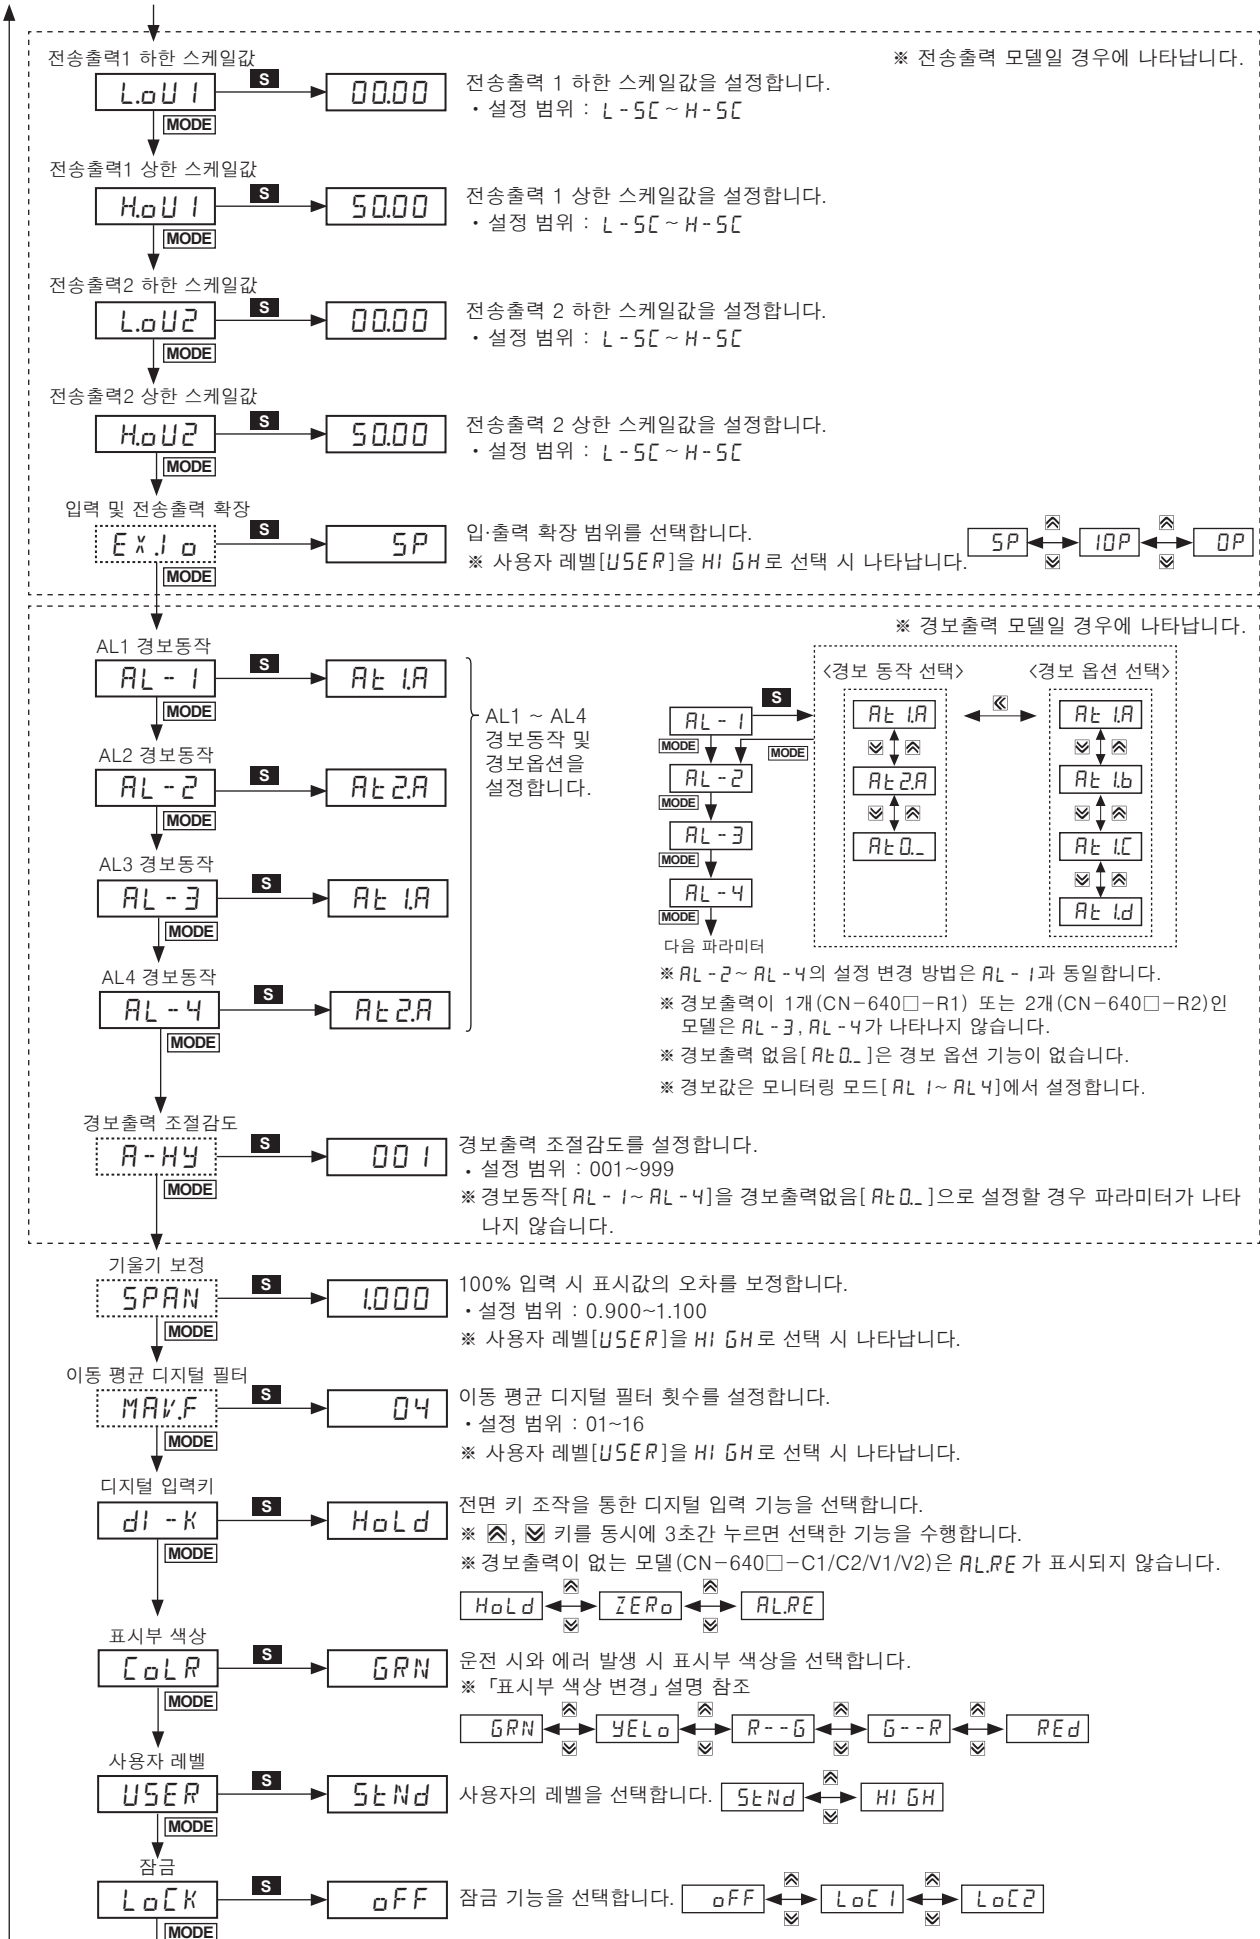 전송출력1 하한 스케일값
※ 전송출력 모델일 경우에 나타납니다.
L.oU1 S 00.00 전송출력 1 하한 스케일값을 설정합니다.
• 설정 범위 : L-SC ~ H-SC
MODE
전송출력1 상한 스케일값
H.oU1 S 50.00 전송출력 1 상한 스케일값을 설정합니다.
• 설정 범위 : L-SC ~ H-SC
MODE
전송출력2 하한 스케일값
L.oU2 S 00.00 전송출력 2 하한 스케일값을 설정합니다.
• 설정 범위 : L-SC ~ H-SC
MODE
전송출력2 상한 스케일값
H.oU2 S 50.00 전송출력 2 상한 스케일값을 설정합니다.
• 설정 범위 : L-SC ~ H-SC
MODE
입력 및 전송출력 확장
EX.Io S 5P 입·출력 확장 범위를 선택합니다.
5P 10P 0P
※ 사용자 레벨[USER]을 HIGH로 선택 시 나타납니다.
MODE
※ 경보출력 모델일 경우에 나타납니다.
AL1 경보동작
AL-1 S At1.A
MODE
AL2 경보동작
AL-2 S At2.A
MODE
AL3 경보동작
AL-3 S At1.A
MODE
AL4 경보동작
AL-4 S At2.A
MODE
AL1 ~ AL4
경보동작 및
경보옵션을
설정합니다.
<경보 동작 선택> <경보 옵션 선택>
AL-1 S At1.A At1.A
MODE MODE
AL-2 At2.A At1.b
MODE
AL-3 At0._ At1.C
MODE
AL-4 At1.d
MODE
다음 파라미터
※ AL-2~AL-4의 설정 변경 방법은 AL-1과 동일합니다.
※ 경보출력이 1개(CN-640□-R1) 또는 2개(CN-640□-R2)인
모델은 AL-3, AL-4가 나타나지 않습니다.
※ 경보출력 없음[At0._]은 경보 옵션 기능이 없습니다.
※ 경보값은 모니터링 모드[AL1~AL4]에서 설정합니다.
경보출력 조절감도
A-HY S 001 경보출력 조절감도를 설정합니다.
• 설정 범위 : 001~999
MODE
※ 경보동작[AL-1~AL-4]을 경보출력없음[At0._]으로 설정할 경우 파라미터가 나타
나지 않습니다.
기울기 보정
SPAN S 1.000 100% 입력 시 표시값의 오차를 보정합니다.
• 설정 범위 : 0.900~1.100
MODE
※ 사용자 레벨[USER]을 HIGH로 선택 시 나타납니다.
이동 평균 디지털 필터
MAV.F S 04 이동 평균 디지털 필터 횟수를 설정합니다.
• 설정 범위 : 01~16
MODE
※ 사용자 레벨[USER]을 HIGH로 선택 시 나타납니다.
디지털 입력키
dI-K S HoLd 전면 키 조작을 통한 디지털 입력 기능을 선택합니다.
※ , 키를 동시에 3초간 누르면 선택한 기능을 수행합니다.
MODE
※ 경보출력이 없는 모델(CN-640□-C1/C2/V1/V2)은 AL.RE가 표시되지 않습니다.
HoLd ZERo AL.RE
표시부 색상
CoLR S GRN 운전 시와 에러 발생 시 표시부 색상을 선택합니다.
※ 「표시부 색상 변경」 설명 참조
MODE
GRN YELo R--G G--R REd
사용자 레벨
USER S StNd 사용자의 레벨을 선택합니다. StNd HIGH
MODE
잠금
LoCK S oFF 잠금 기능을 선택합니다. oFF LoC1 LoC2
MODE